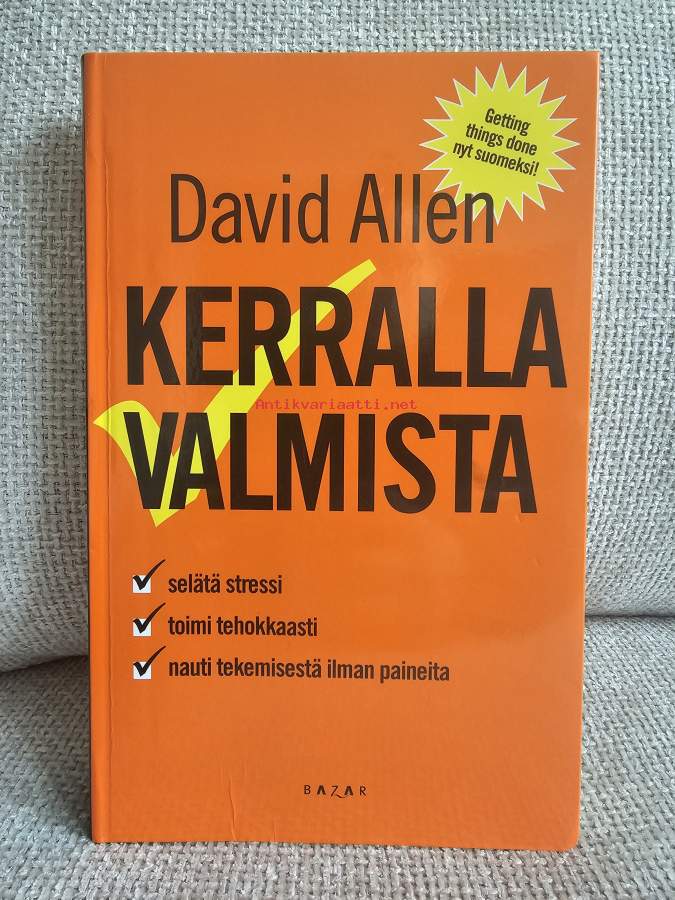 Getting
things done
nyt suomeksi!
David Allen
KERRALLA
Antikvariaatti.net
VALMISTA
selätä stressi
toimi tehokkaasti
nauti tekemisestä ilman paineita
BAZAR